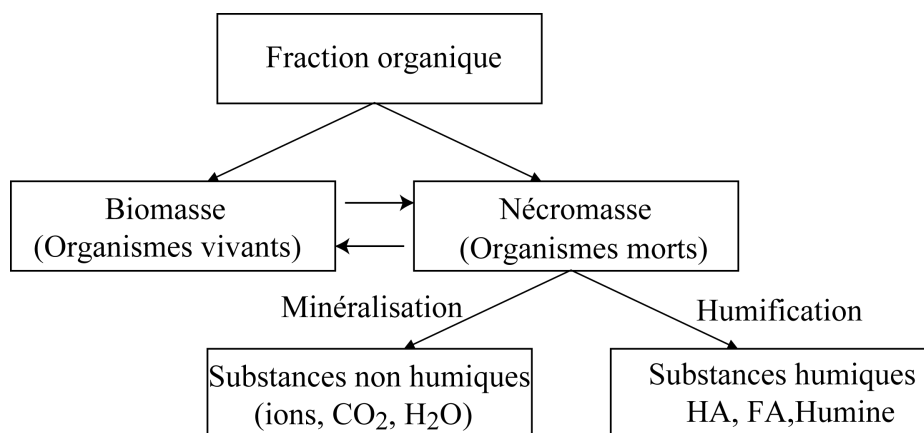 Fraction organique
Biomasse
(Organismes vivants)
Nécromasse
(Organismes morts)
Minéralisation
Humification
Substances non humiques
(ions, CO₂, H₂O)
Substances humiques
HA, FA,Humine